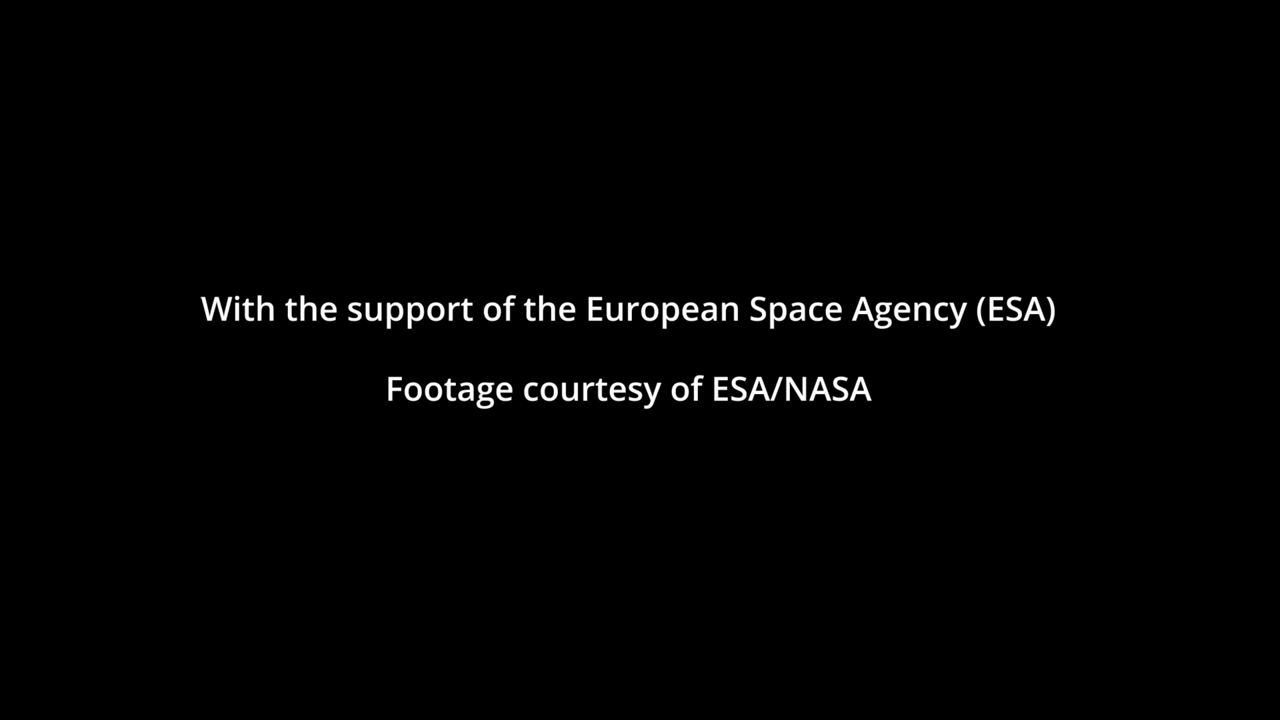 With the support of the European Space Agency (ESA)
Footage courtesy of ESA/NASA